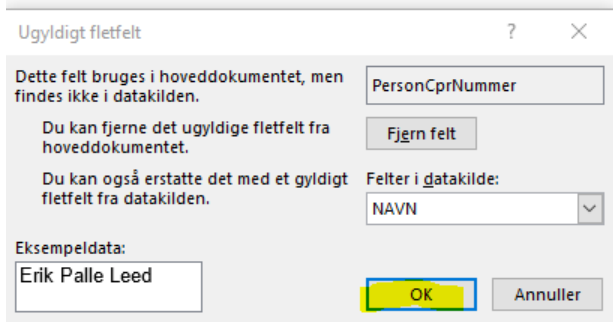 Ugyldigt fletfelt ?
Dette felt bruges i hoveddokumentet, men
findes ikke i datakilden.
PersonCprNummer
Du kan fjerne det ugyldige fletfelt fra
hoveddokumentet.
Fjern felt
Du kan også erstatte det med et gyldigt
fletfelt fra datakilden.
Felter i datakilde:
NAVN
Eksempeldata:
Erik Palle Leed
OK Annuller